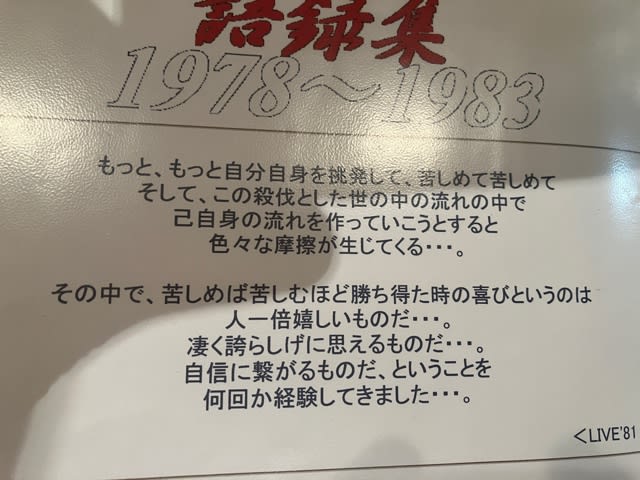 語録集
1978～1983
もっと、もっと自分自身を挑発して、苦しめて苦しめて
そして、この殺伐とした世の中の流れの中で
己自身の流れを作っていこうとすると
色々な摩擦が生じてくる･･･。
その中で、苦しめば苦しむほど勝ち得た時の喜びというのは
人一倍嬉しいものだ･･･。
凄く誇らしげに思えるものだ･･･。
自信に繋がるものだ、ということを
何回か経験してきました･･･。
＜LIVE'81